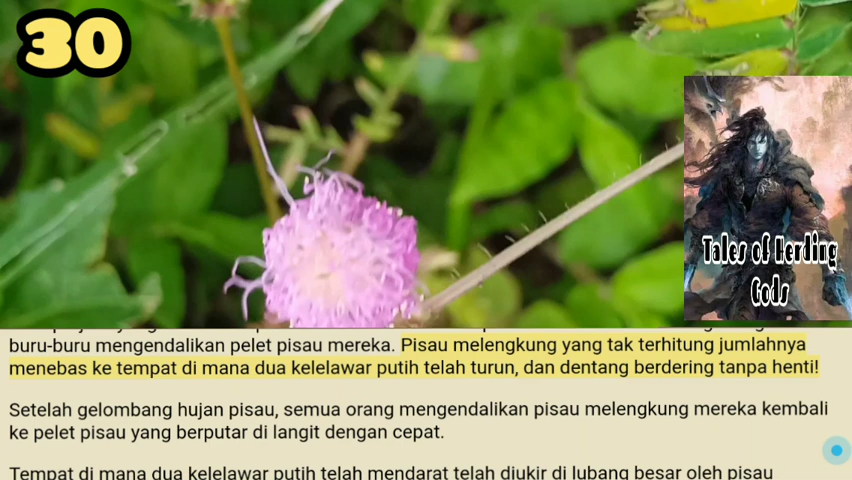 30
Tales of Herding
Gods
buru-buru mengendalikan pelet pisau mereka. Pisau melengkung yang tak terhitung jumlahnya
menebas ke tempat di mana dua kelelawar putih telah turun, dan dentang berdering tanpa henti!
Setelah gelombang hujan pisau, semua orang mengendalikan pisau melengkung mereka kembali
ke pelet pisau yang berputar di langit dengan cepat.
Tempat di mana dua kelelawar putih telah mendarat telah diukir di lubang besar oleh pisau